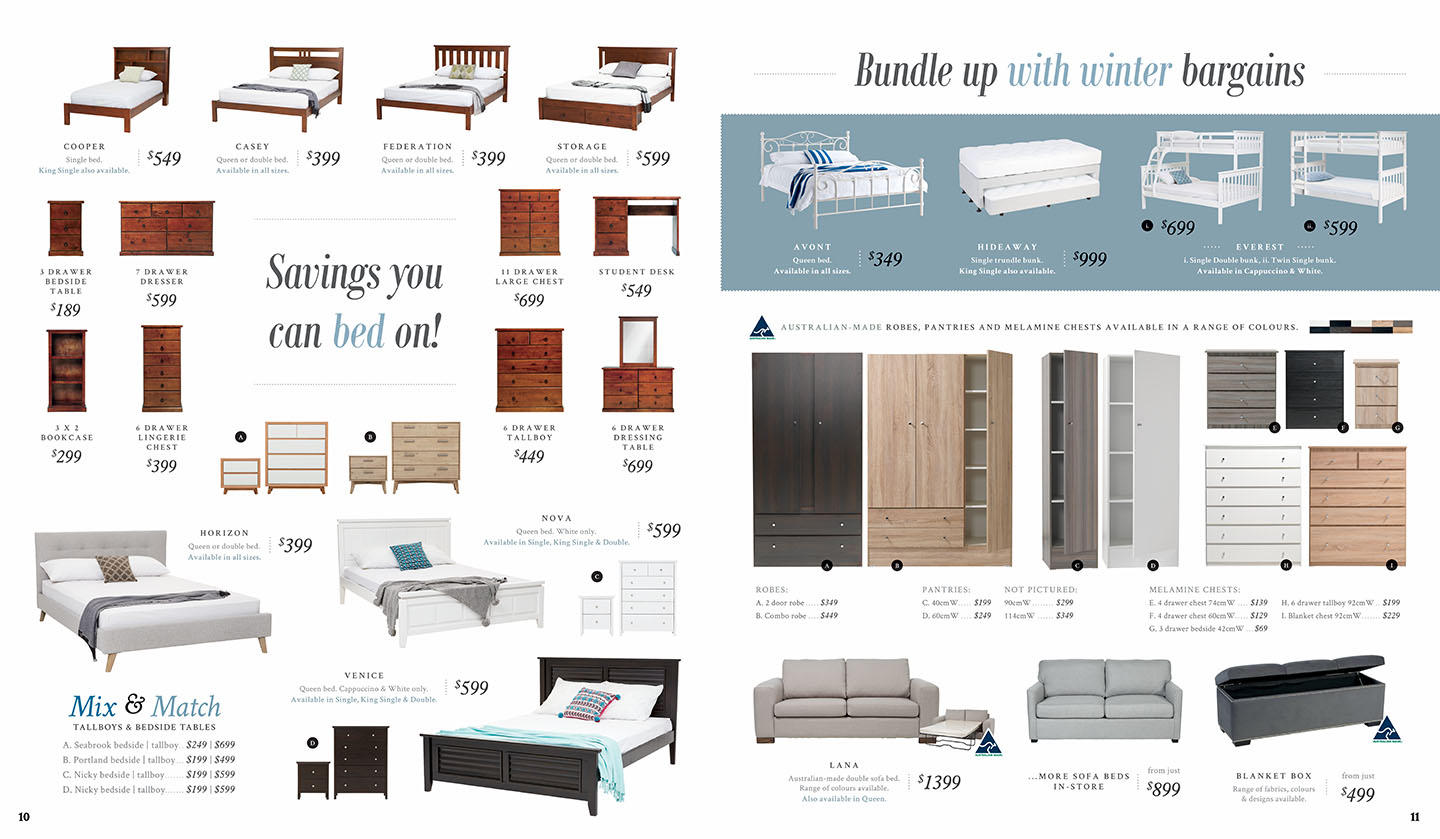 COOPER
Single bed.
King Single also available.
$549
CASEY
Queen or double bed.
Available in all sizes.
$399
FEDERATION
Queen or double bed.
Available in all sizes.
$399
STORAGE
Queen or double bed.
Available in all sizes.
$599
3 DRAWER
BEDSIDE
TABLE
$189
7 DRAWER
DRESSER
$599
Savings you
can bed on!
11 DRAWER
LARGE CHEST
$699
STUDENT DESK
$549
3 X 2
BOOKCASE
$299
6 DRAWER
LINGERIE
CHEST
$399
A
B
6 DRAWER
TALLBOY
$449
6 DRAWER
DRESSING
TABLE
$699
HORIZON
Queen or double bed.
Available in all sizes.
$399
NOVA
Queen bed. White only.
Available in Single, King Single & Double.
$599
C
VENICE
Queen bed. Cappuccino & White only.
Available in Single, King Single & Double.
$599
D
Mix & Match
TALLBOYS & BEDSIDE TABLES
A. Seabrook bedside | tallboy.. $249 | $699
B. Portland bedside | tallboy.... $199 | $499
C. Nicky bedside | tallboy....... $199 | $599
D. Nicky bedside | tallboy....... $199 | $599
10
Bundle up with winter bargains
AVONT
Queen bed.
Available in all sizes.
$349
HIDEAWAY
Single trundle bunk.
King Single also available.
$999
i. $699
ii. $599
EVEREST
i. Single Double bunk, ii. Twin Single bunk.
Available in Cappuccino & White.
AUSTRALIAN-MADE ROBES, PANTRIES AND MELAMINE CHESTS AVAILABLE IN A RANGE OF COLOURS.
A
B
C
D
E
F
G
H
I
ROBES:
A. 2 door robe .... $349
B. Combo robe .... $449
PANTRIES:
C. 40cmW .... $199
D. 60cmW .... $249
NOT PICTURED:
90cmW ...... $299
114cmW ...... $349
MELAMINE CHESTS:
E. 4 drawer chest 74cmW .... $139
F. 4 drawer chest 60cmW ..... $129
G. 3 drawer bedside 42cmW ... $69
H. 6 drawer tallboy 92cmW .. $199
I. Blanket chest 92cmW ....... $229
LANA
Australian-made double sofa bed.
Range of colours available.
Also available in Queen.
$1399
...MORE SOFA BEDS
IN-STORE
from just
$899
BLANKET BOX
Range of fabrics, colours
& designs available.
from just
$499
11